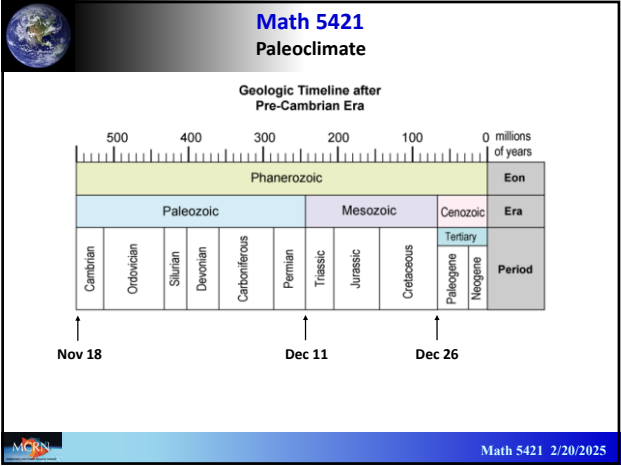 Math 5421
Paleoclimate
Geologic Timeline after
Pre-Cambrian Era
500 400 300 200 100 0 millions
of years
Phanerozoic Eon
Paleozoic Mesozoic Cenozoic Era
Tertiary
Cambrian Ordovician Silurian Devonian Carboniferous Permian Triassic Jurassic Cretaceous Paleogene Neogene Period
Nov 18 Dec 11 Dec 26
MCRN
Math 5421 2/20/2025